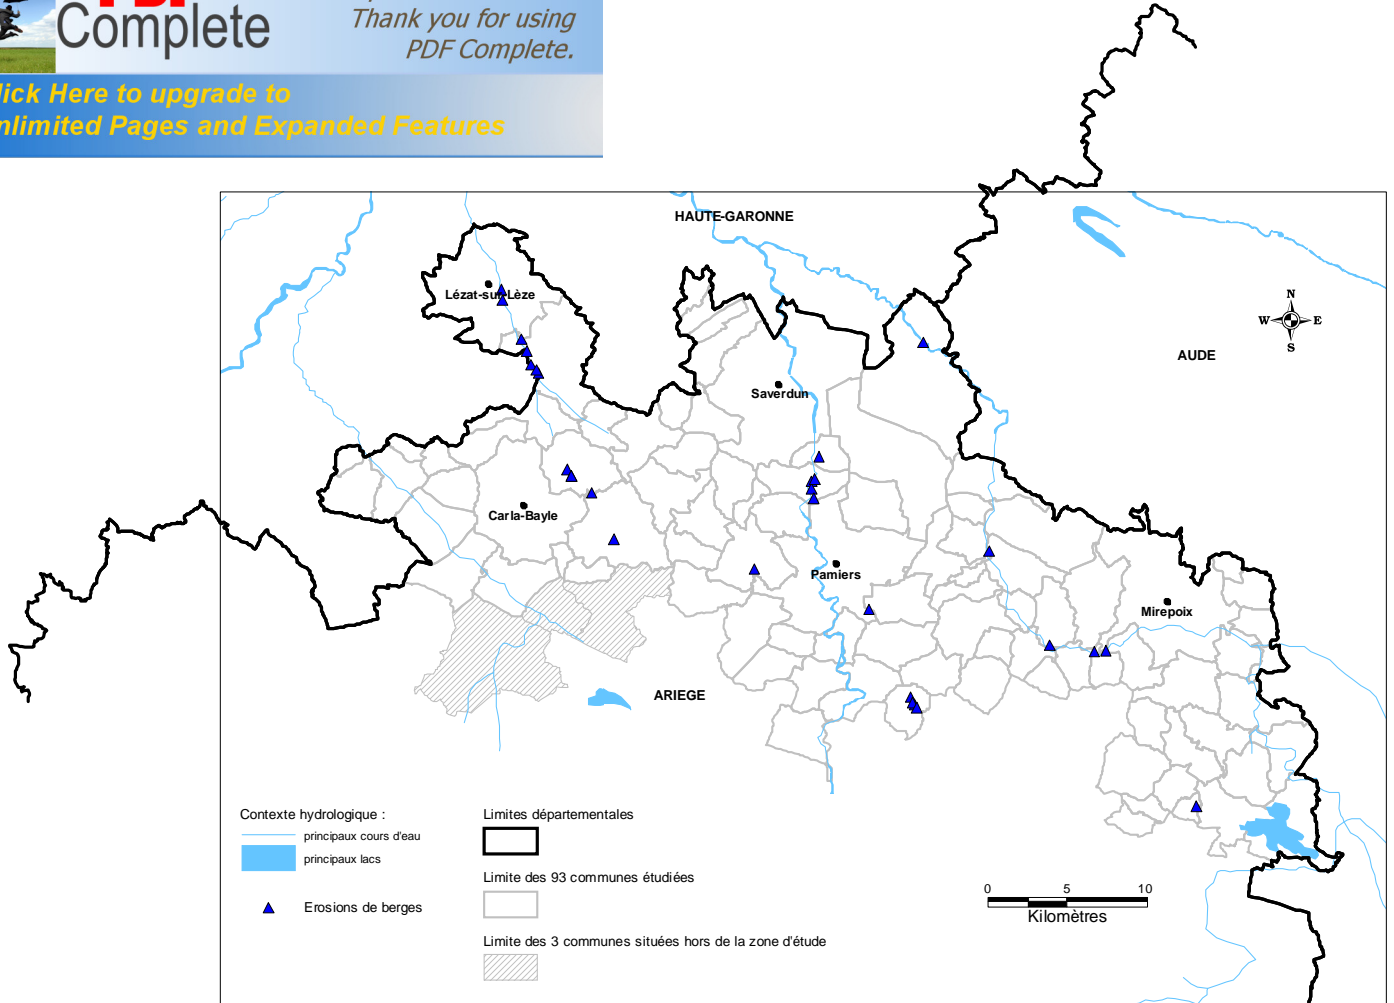 Complete
Thank you for using
PDF Complete.
Click Here to upgrade to
Unlimited Pages and Expanded Features
HAUTE-GARONNE
Lézat-sur-Lèze
N
W
E
S
AUDE
Saverdun
Carla-Bayle
Pamiers
Mirepoix
ARIEGE
Contexte hydrologique :
principaux cours d'eau
principaux lacs
Erosions de berges
Limites départementales
Limite des 93 communes étudiées
Limite des 3 communes situées hors de la zone d'étude
0 5 10
Kilomètres